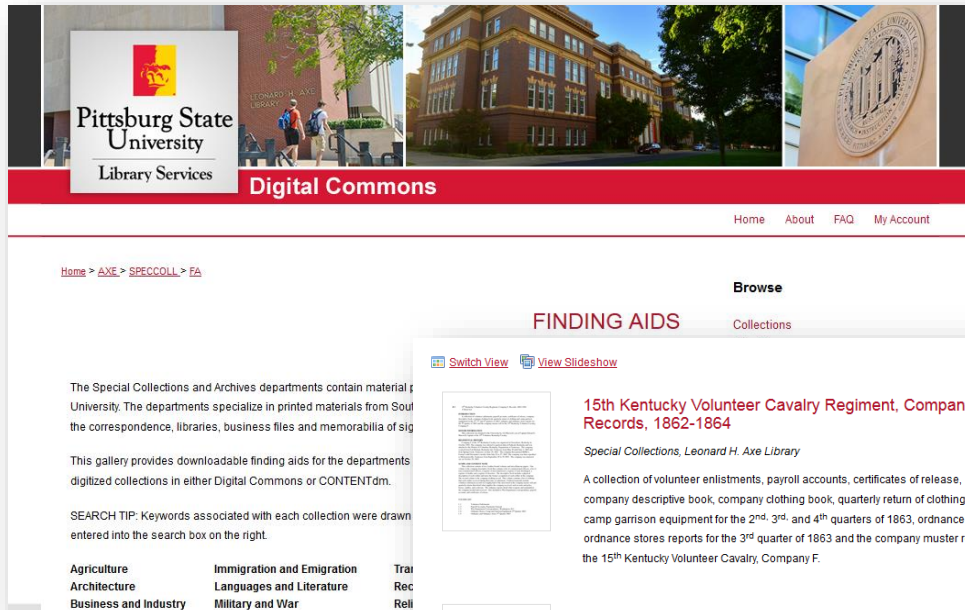 LEONARD H. AXE
LIBRARY
Pittsburg State
University
Library Services
Digital Commons
Home About FAQ My Account
Home > AXE > SPECCOLL > FA
Browse
FINDING AIDS
Collections
Switch View View Slideshow
The Special Collections and Archives departments contain material
University. The departments specialize in printed materials from
the correspondence, libraries, business files and memorabilia of
This gallery provides downloadable finding aids for the departments
digitized collections in either Digital Commons or CONTENTdm.
SEARCH TIP: Keywords associated with each collection were drawn
entered into the search box on the right.
Agriculture Immigration and Emigration
Architecture Languages and Literature
Business and Industry Military and War
15th Kentucky Volunteer Cavalry Regiment, Compan
Records, 1862-1864
Special Collections, Leonard H. Axe Library
A collection of volunteer enlistments, payroll accounts, certificates of release,
company descriptive book, company clothing book, quarterly return of clothing
camp garrison equipment for the 2nd, 3rd, and 4th quarters of 1863, ordnance
ordnance stores reports for the 3rd quarter of 1863 and the company muster
the 15th Kentucky Volunteer Cavalry, Company F.